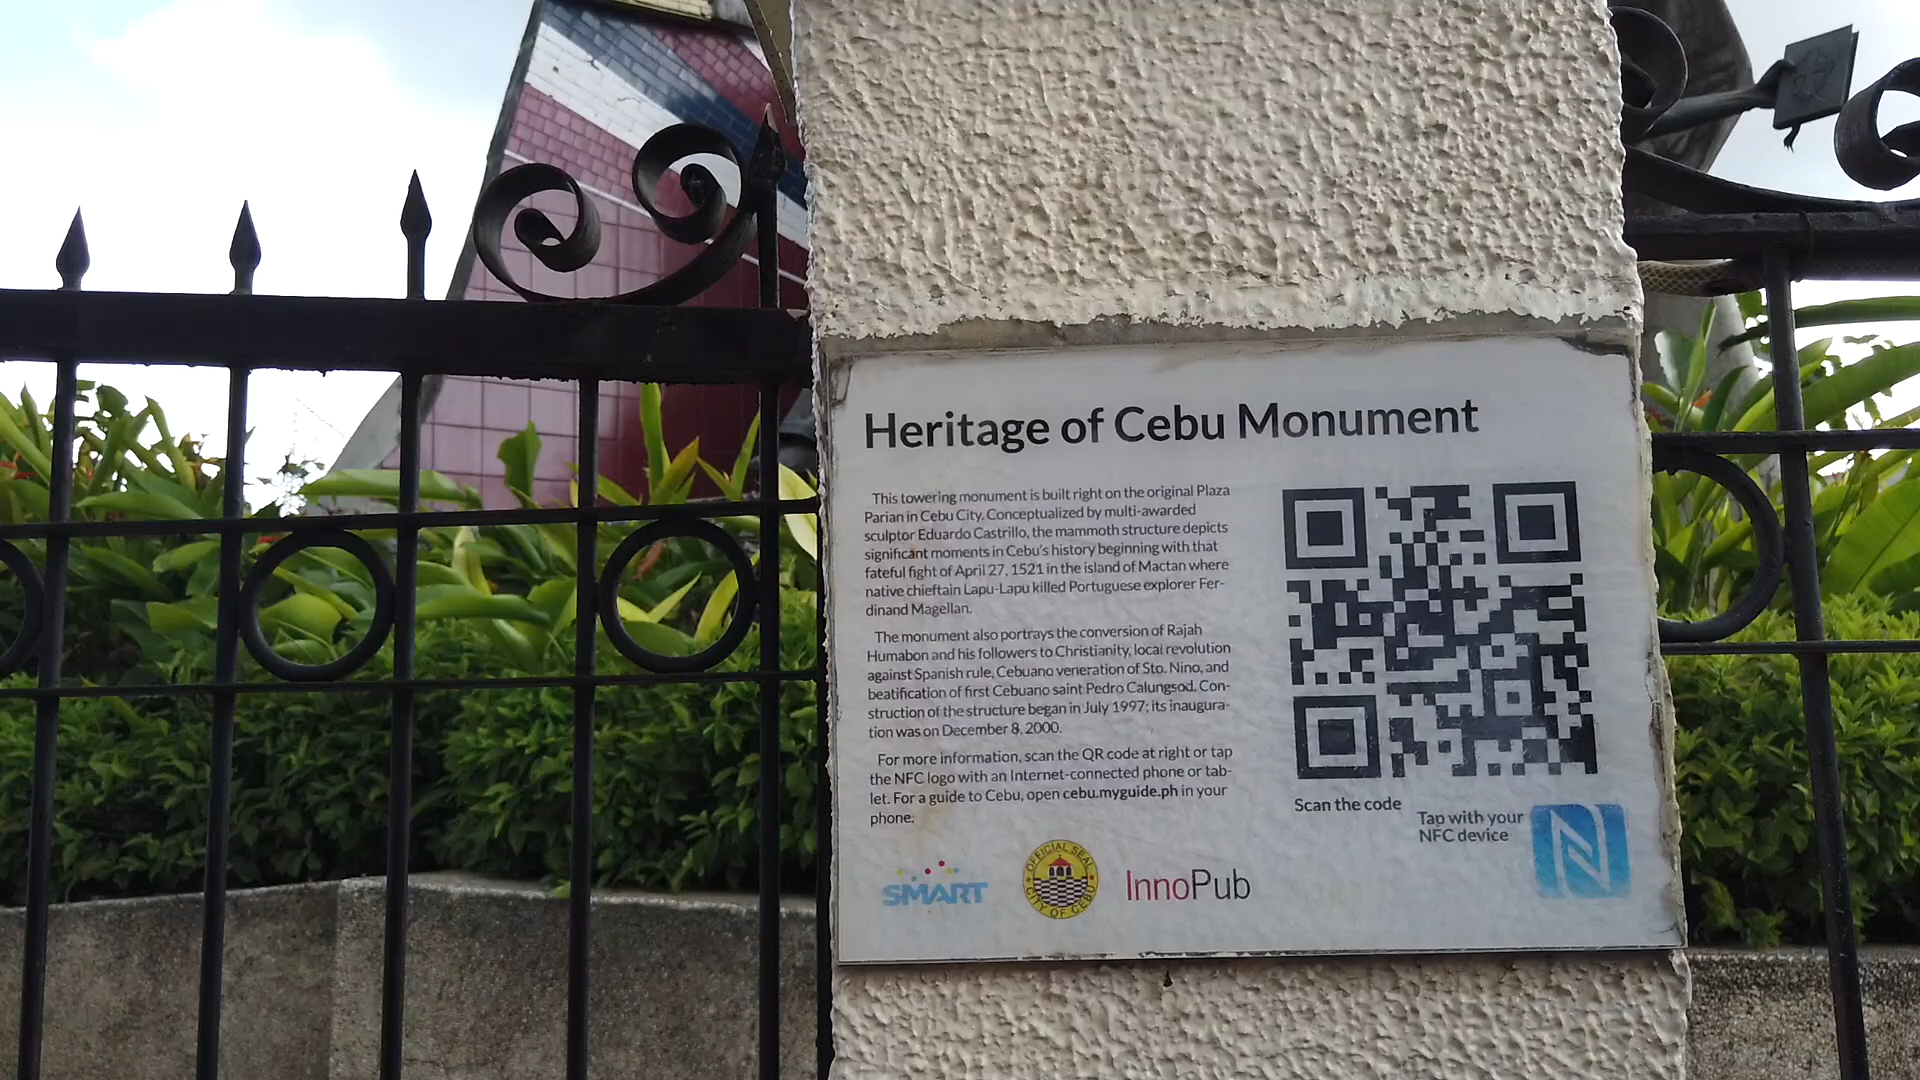 Heritage of Cebu Monument
This towering monument is built right on the original Plaza
Parian in Cebu City. Conceptualized by multi-awarded
sculptor Eduardo Castrillo, the mammoth structure depicts
significant moments in Cebu's history beginning with that
fateful fight of April 27, 1521 in the island of Mactan where
native chieftain Lapu-Lapu killed Portuguese explorer Fer-
dinand Magellan.
The monument also portrays the conversion of Rajah
Humabon and his followers to Christianity, local revolution
against Spanish rule, Cebuano veneration of Sto. Nino, and
beatification of first Cebuano saint Pedro Calungsod. Con-
struction of the structure began in July 1997; its inaugura-
tion was on December 8, 2000.
For more information, scan the QR code at right or tap
the NFC logo with an Internet-connected phone or tab-
let. For a guide to Cebu, open cebu.myguide.ph in your
phone.
Scan the code
Tap with your
NFC device
SMART
OFFICIAL SEAL
CITY OF CEBU
InnoPub